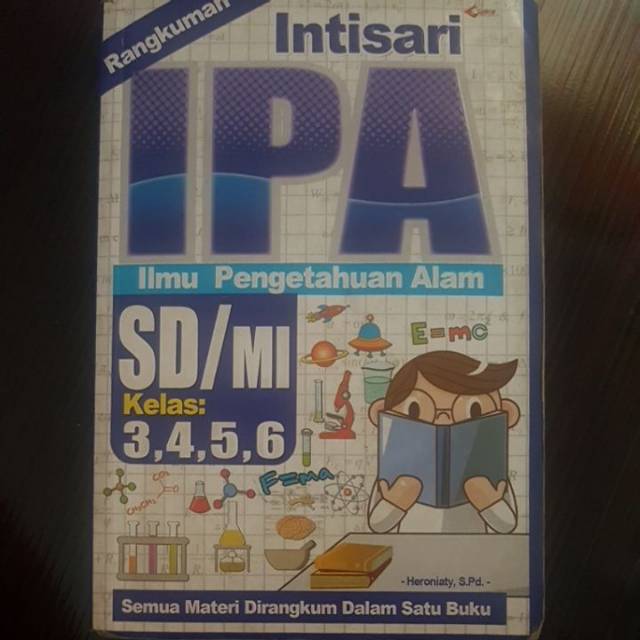 Rangkuman
Intisari
IPA
Ilmu Pengetahuan Alam
SD/MI
Kelas:
3,4,5,6
E=mc
F=ma
- Heroniaty, S.Pd. -
Semua Materi Dirangkum Dalam Satu Buku